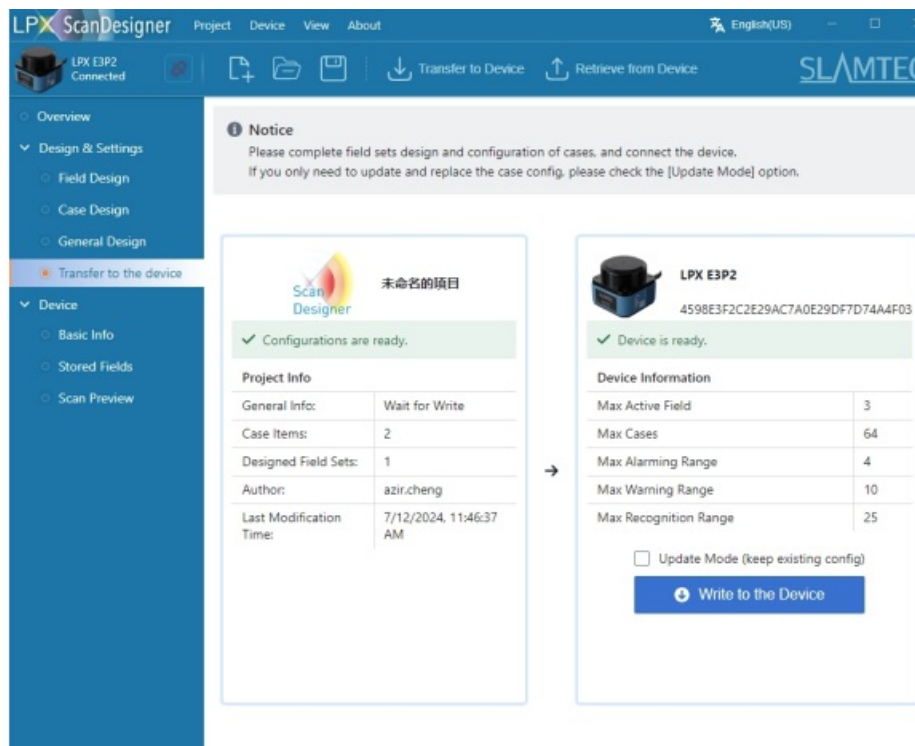 LPX ScanDesigner Project Device View About English(US)
LPX E3P2
Connected
Transfer to Device Retrieve from Device
SLAMTEC
Overview
Design & Settings
Field Design
Case Design
General Design
Transfer to the device
Device
Basic Info
Stored Fields
Scan Preview
Notice
Please complete field sets design and configuration of cases, and connect the device.
If you only need to update and replace the case config, please check the [Update Mode] option.
Scan
Designer
未命名的项目
Configurations are ready.
Project Info
General Info: Wait for Write
Case Items: 2
Designed Field Sets: 1
Author: azir.cheng
Last Modification Time: 7/12/2024, 11:46:37 AM
LPX E3P2
4598E3F2C2E29AC7A0E29DF7D74A4F03
Device is ready.
Device Information
Max Active Field 3
Max Cases 64
Max Alarming Range 4
Max Warning Range 10
Max Recognition Range 25
Update Mode (keep existing config)
Write to the Device